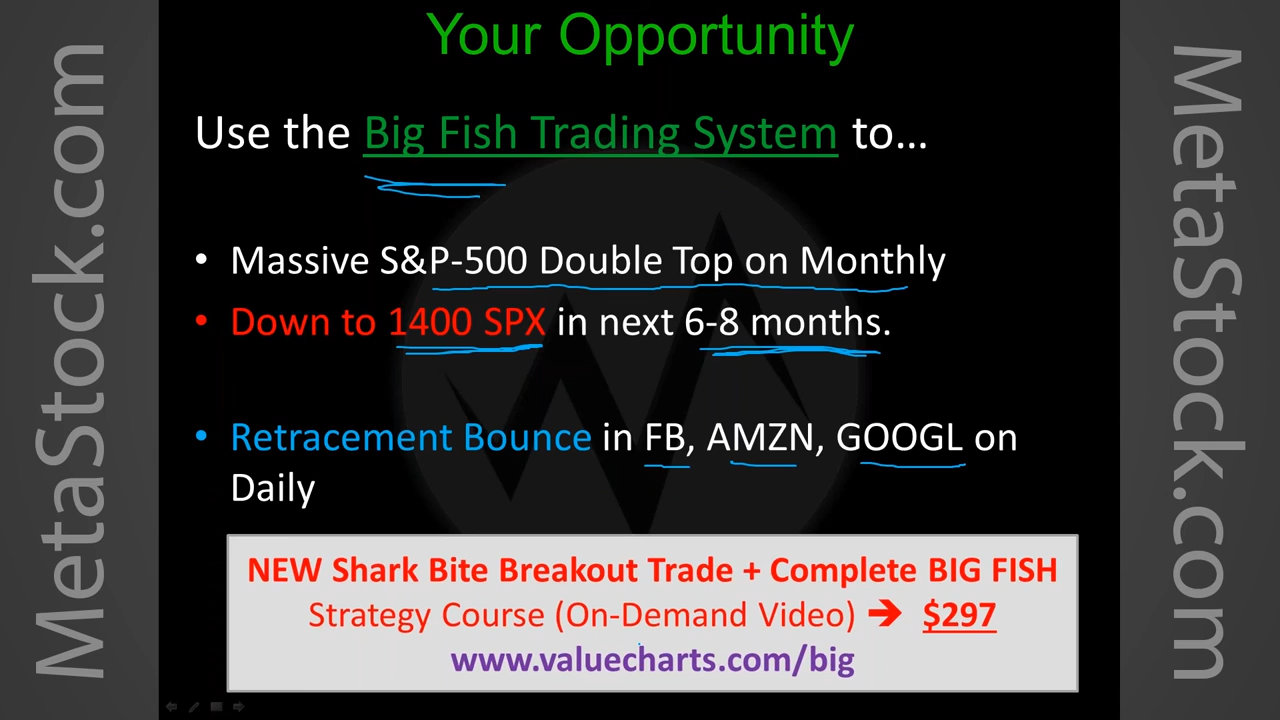 MetaStock.com
Your Opportunity
Use the Big Fish Trading System to...
• Massive S&P-500 Double Top on Monthly
• Down to 1400 SPX in next 6-8 months.
• Retracement Bounce in FB, AMZN, GOOGL on
Daily
NEW Shark Bite Breakout Trade + Complete BIG FISH
Strategy Course (On-Demand Video) ➔ $297
www.valuecharts.com/big
MetaStock.com